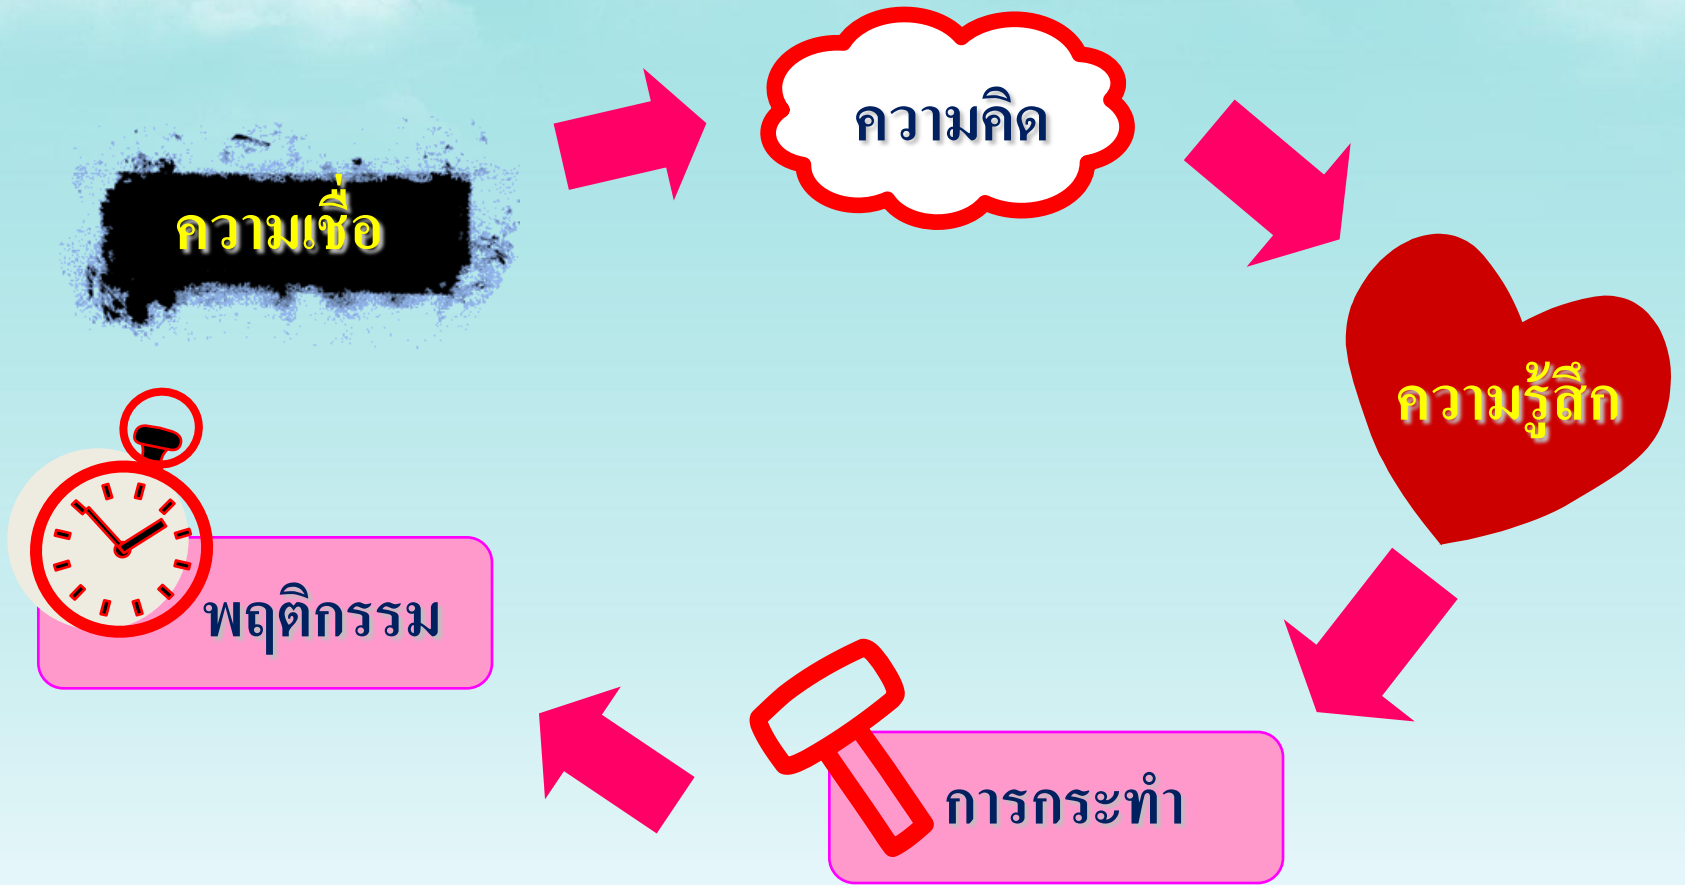 ความเชื่อ
ความคิด
ความรู้สึก
การกระทำ
พฤติกรรม